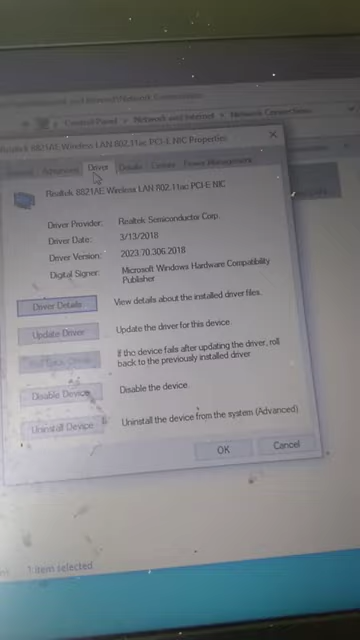 Control Panel > Network and Internet > Network Connections
Realtek 8821AE Wireless LAN 802.11ac PCI-E NIC Properties
Advanced Driver Details Events Power Management
Realtek 8821AE Wireless LAN 802.11ac PCI-E NIC
Driver Provider: Realtek Semiconductor Corp.
Driver Date: 3/13/2018
Driver Version: 2023.70.306.2018
Digital Signer: Microsoft Windows Hardware Compatibility
Publisher
Driver Details View details about the installed driver files.
Update Driver Update the driver for this device.
Roll Back Driver If the device fails after updating the driver, roll
back to the previously installed driver
Disable Device Disable the device.
Uninstall Device Uninstall the device from the system (Advanced)
OK Cancel
1 item selected